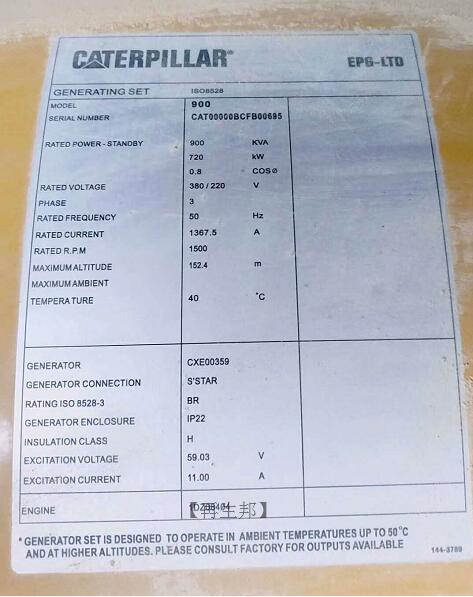 CATERPILLAR® EPG-LTD
GENERATING SET ISO8528
MODEL 900
SERIAL NUMBER CAT00000BCFB00695
RATED POWER - STANDBY 900 KVA
720 kW
0.8 COSØ
RATED VOLTAGE 380 / 220 V
PHASE 3
RATED FREQUENCY 50 Hz
RATED CURRENT 1367.5 A
RATED R.P.M 1500
MAXIMUM ALTITUDE 152.4 m
MAXIMUM AMBIENT
TEMPERATURE 40 °C
GENERATOR CXE00359
GENERATOR CONNECTION S'STAR
RATING ISO 8528-3 BR
GENERATOR ENCLOSURE IP22
INSULATION CLASS H
EXCITATION VOLTAGE 59.03 V
EXCITATION CURRENT 11.00 A
ENGINE
【再生邦】
* GENERATOR SET IS DESIGNED TO OPERATE IN AMBIENT TEMPERATURES UP TO 50°C
AND AT HIGHER ALTITUDES. PLEASE CONSULT FACTORY FOR OUTPUTS AVAILABLE
144-3789